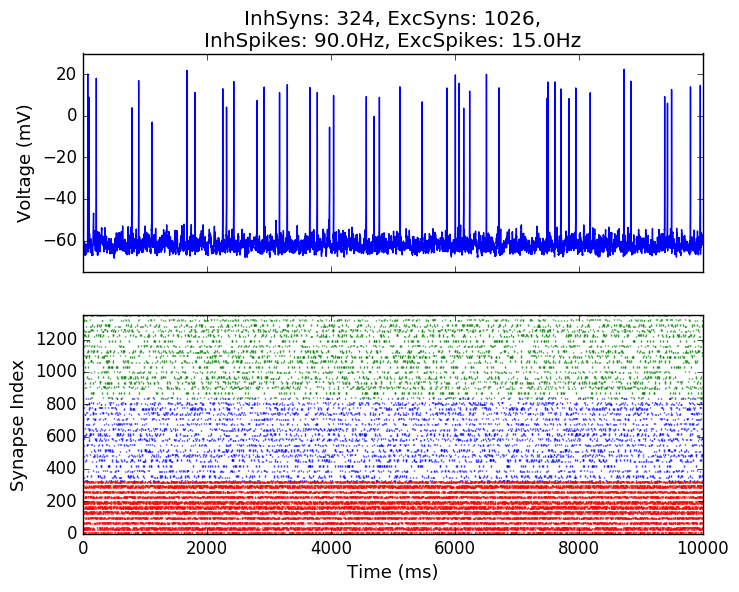 InhSyns: 324, ExcSyns: 1026,
InhSpikes: 90.0Hz, ExcSpikes: 15.0Hz
20
0
−20
−40
−60
Voltage (mV)
1200
1000
800
600
400
200
0
Synapse Index
0 2000 4000 6000 8000 10000
Time (ms)